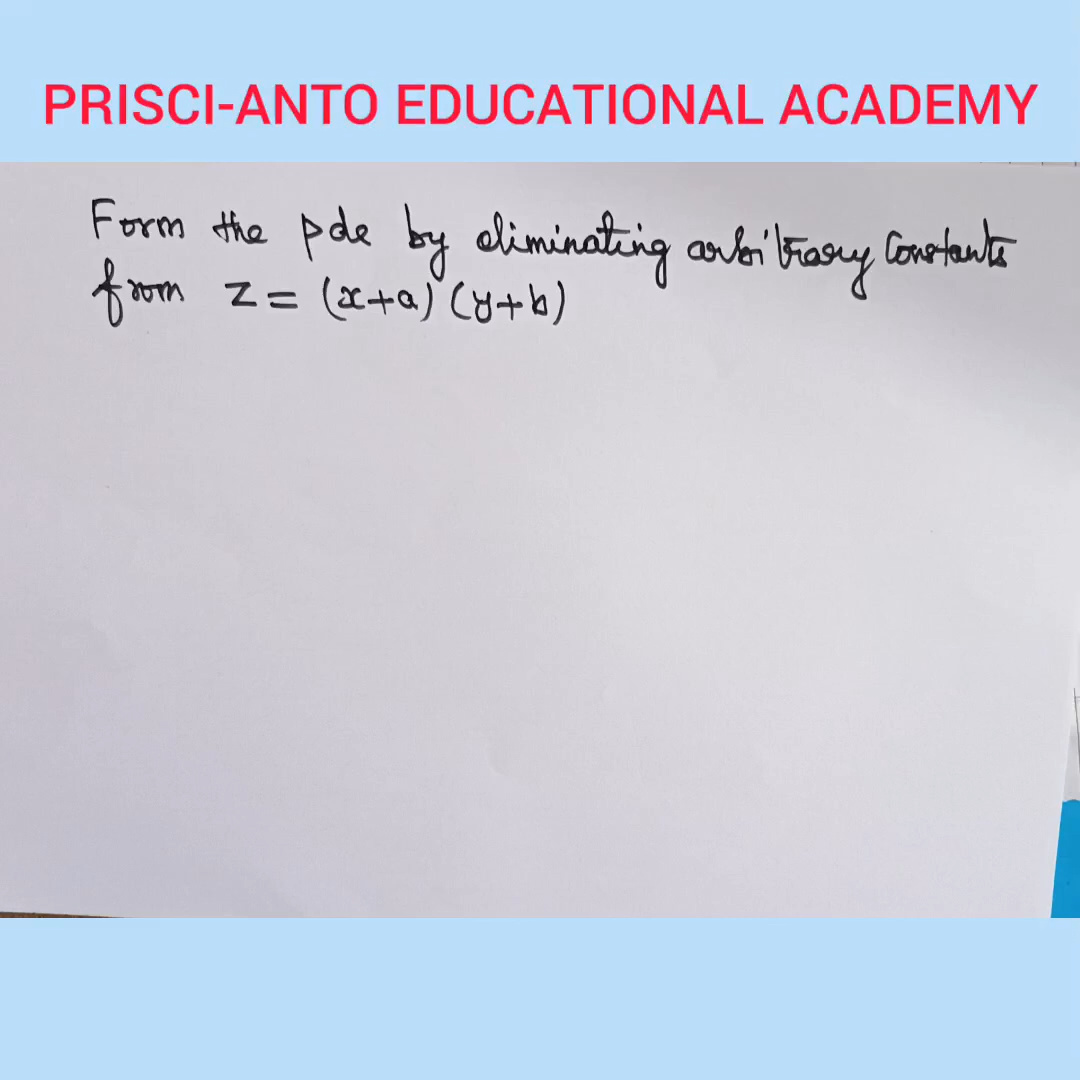 PRISCI-ANTO EDUCATIONAL ACADEMY
Form the pde by eliminating arbitrary constants
from z = (x+a) (y+b)